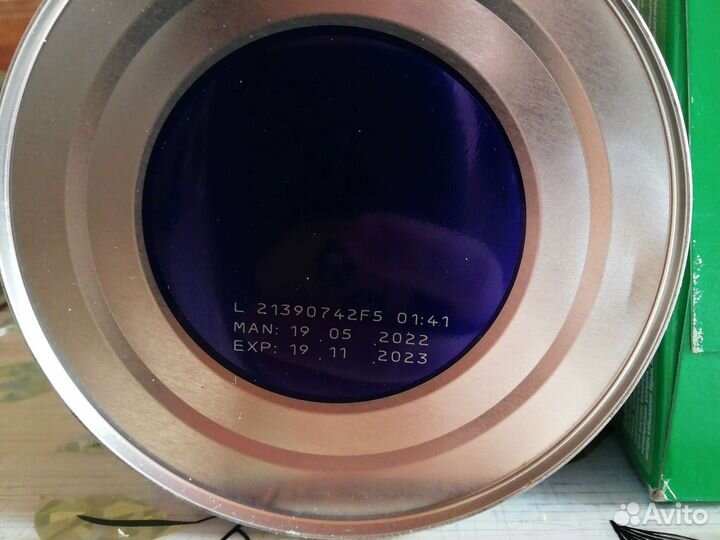 L 21390742F5 01:41
MAN: 19 . 05 .2022
EXP: 19 . 11 .2023
Avito